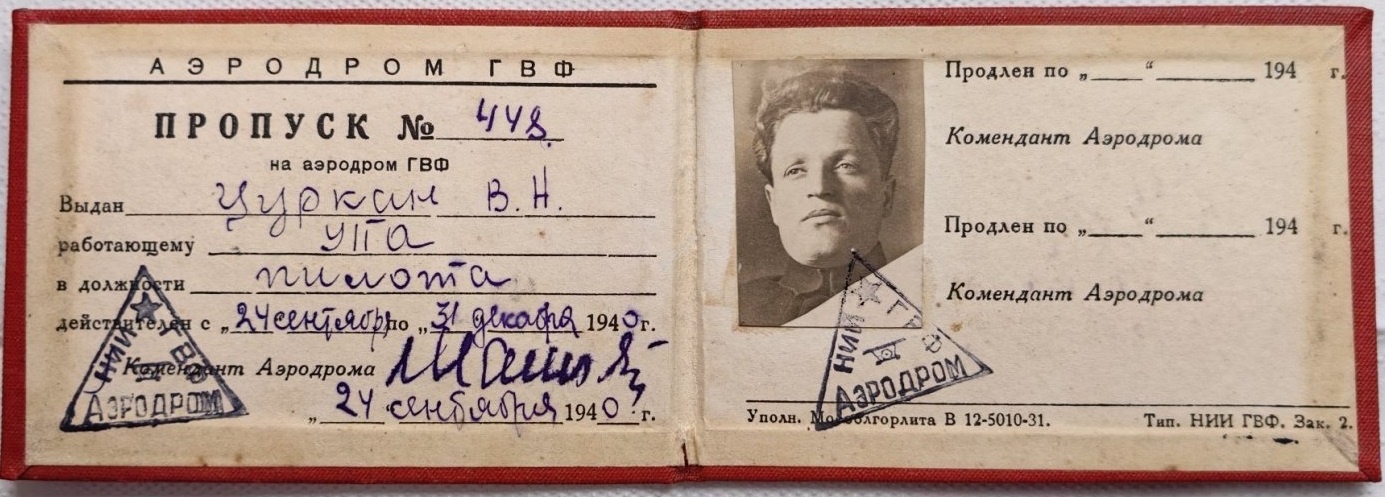 АЭРОДРОМ ГВФ
ПРОПУСК № 448
на аэродром ГВФ
Выдан Цуркан В. Н.
работающему УПа
в должности пилота
действителен с „24 сентября по „31 декабря 1940 г.
Комендант Аэродрома
„24 сентября 1940 г.
НИИ ГВФ
АЭРОДРОМ
Продлен по „ “ 194 г.
Комендант Аэродрома
Продлен по „ “ 194 г.
Комендант Аэродрома
НИИ ГВФ
АЭРОДРОМ
Уполн. Мособлгорлита В 12-5010-31. Тип. НИИ ГВФ. Зак. 2.